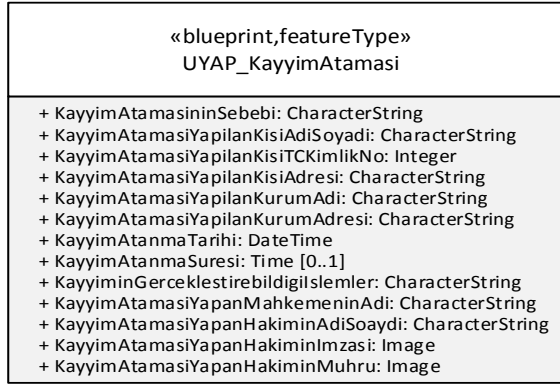 «blueprint,featureType»
UYAP_KayyimAtamasi
+ KayyimAtamasininSebebi: CharacterString
+ KayyimAtamasiYapilanKisiAdiSoyadi: CharacterString
+ KayyimAtamasiYapilanKisiTCKimlikNo: Integer
+ KayyimAtamasiYapilanKisiAdresi: CharacterString
+ KayyimAtamasiYapilanKurumAdi: CharacterString
+ KayyimAtamasiYapilanKurumAdresi: CharacterString
+ KayyimAtanmaTarihi: DateTime
+ KayyimAtanmaSuresi: Time [0..1]
+ KayyiminGerceklestirebildigiIslemler: CharacterString
+ KayyimAtamasiYapanMahkemeninAdi: CharacterString
+ KayyimAtamasiYapanHakiminAdiSoaydi: CharacterString
+ KayyimAtamasiYapanHakiminImzasi: Image
+ KayyimAtamasiYapanHakiminMuhru: Image